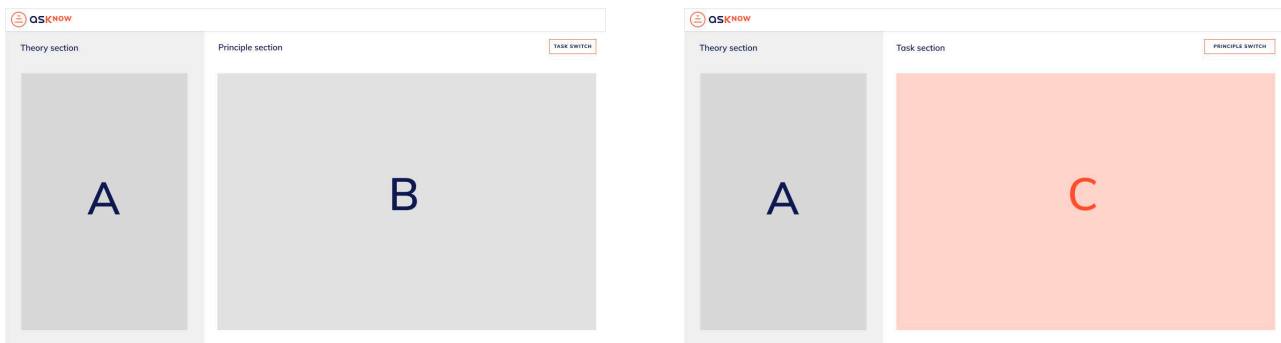 asKNOW
Theory section
Principle section
TASK SWITCH
A
B
asKNOW
Theory section
Task section
PRINCIPLE SWITCH
A
C